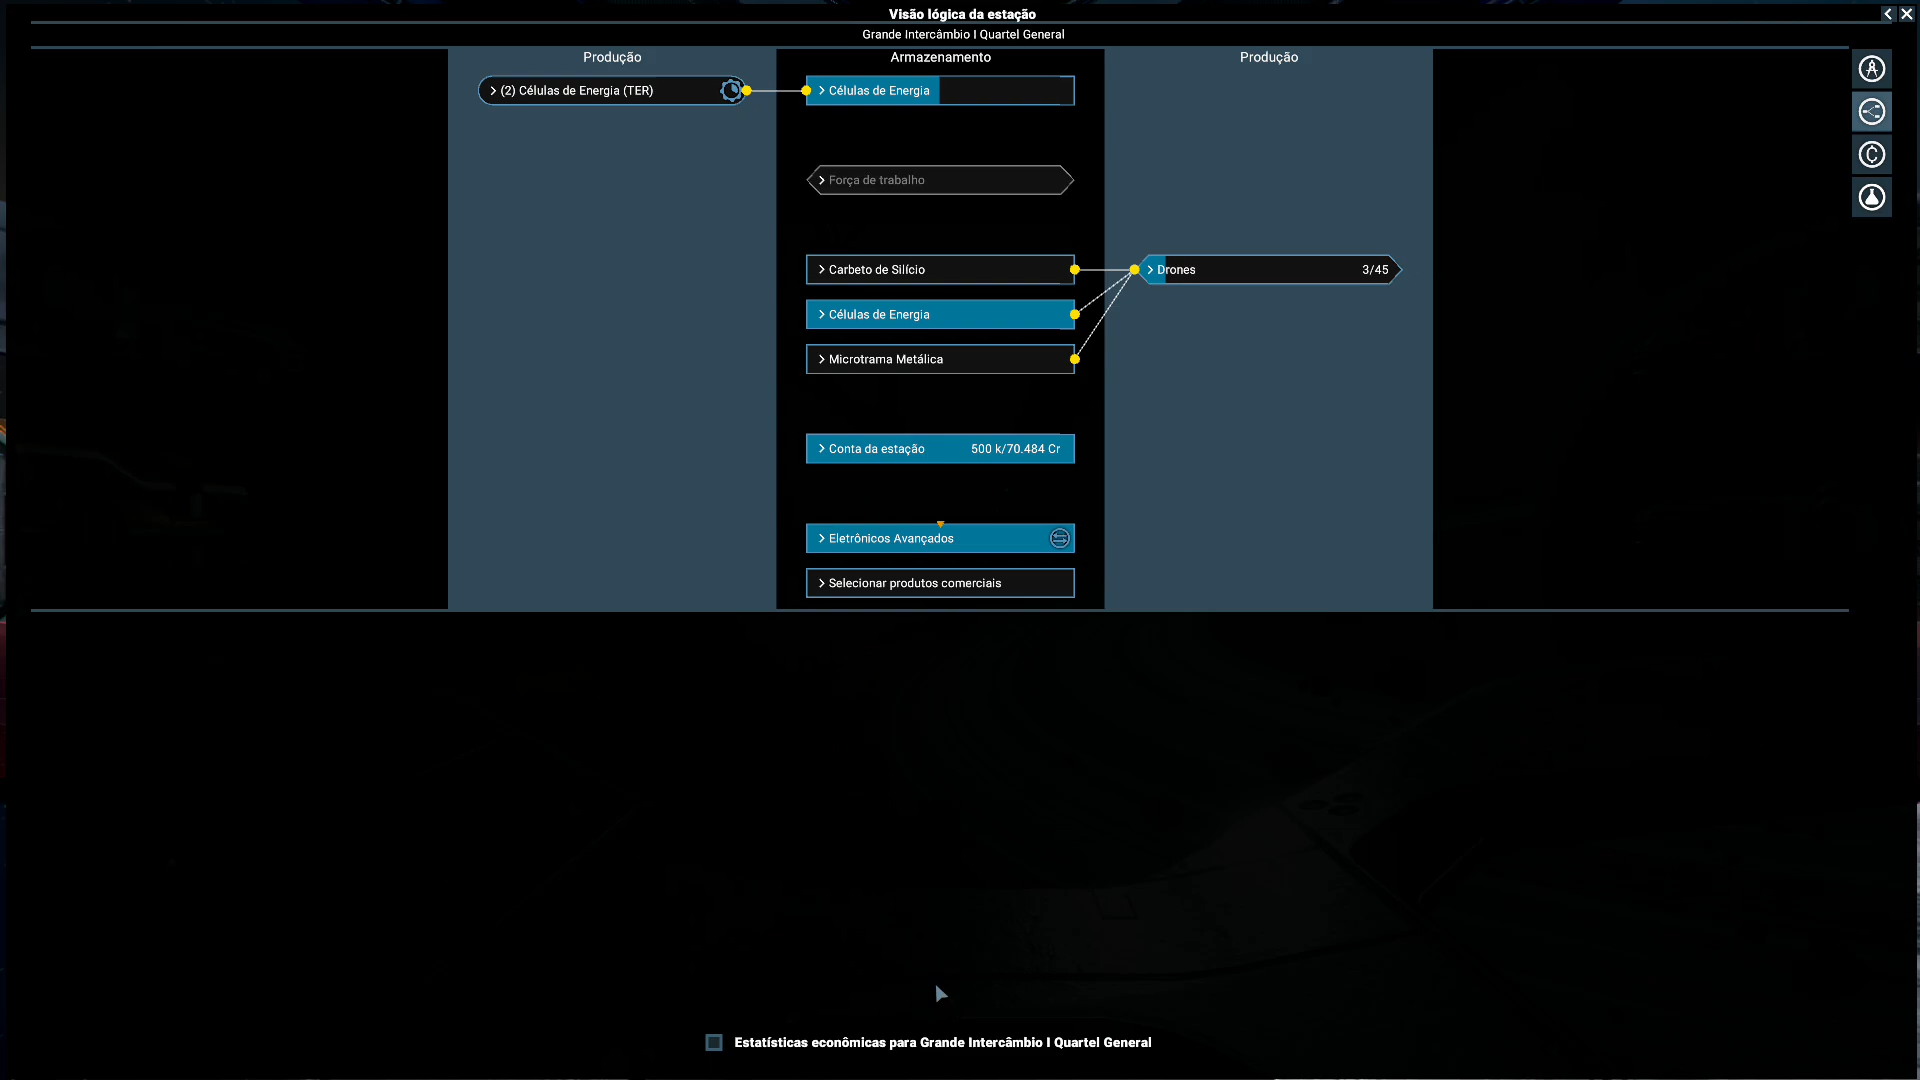 Visão lógica da estação
Grande Intercâmbio I Quartel General
Produção
Armazenamento
Produção
(2) Células de Energia (TER)
Células de Energia
Força de trabalho
Carbeto de Silício
Drones 3/45
Células de Energia
Microtrama Metálica
Conta da estação 500 k/70.484 Cr
Eletrônicos Avançados
Selecionar produtos comerciais
Estatísticas econômicas para Grande Intercâmbio I Quartel General